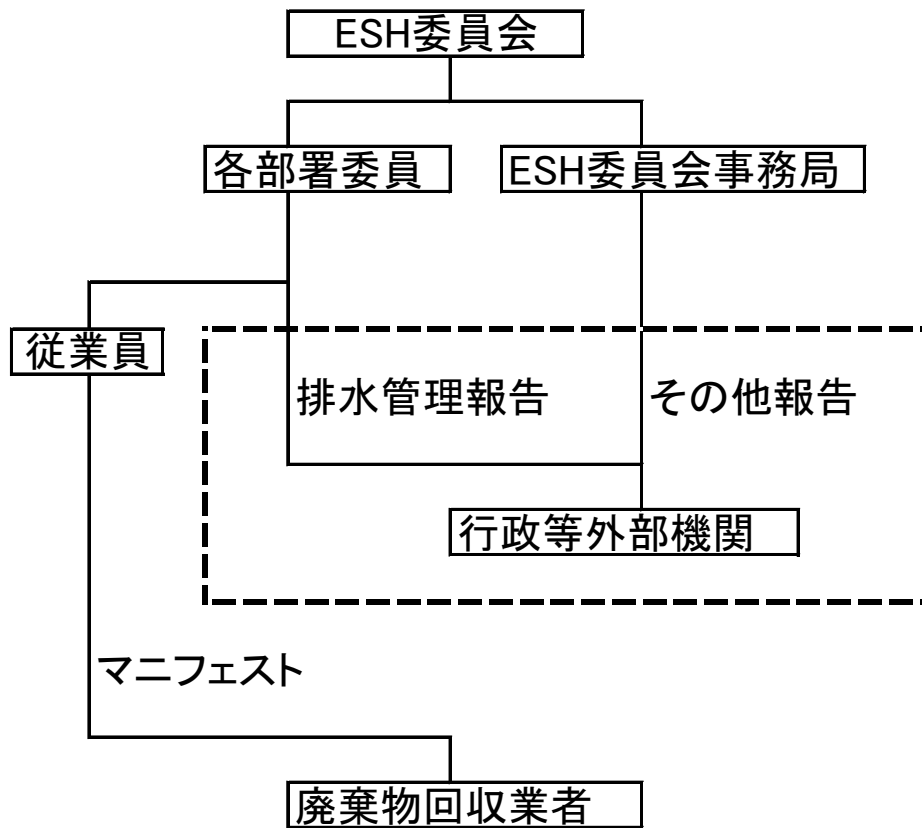 ESH委員会
各部署委員
ESH委員会事務局
従業員
排水管理報告
その他報告
行政等外部機関
マニフェスト
廃棄物回収業者